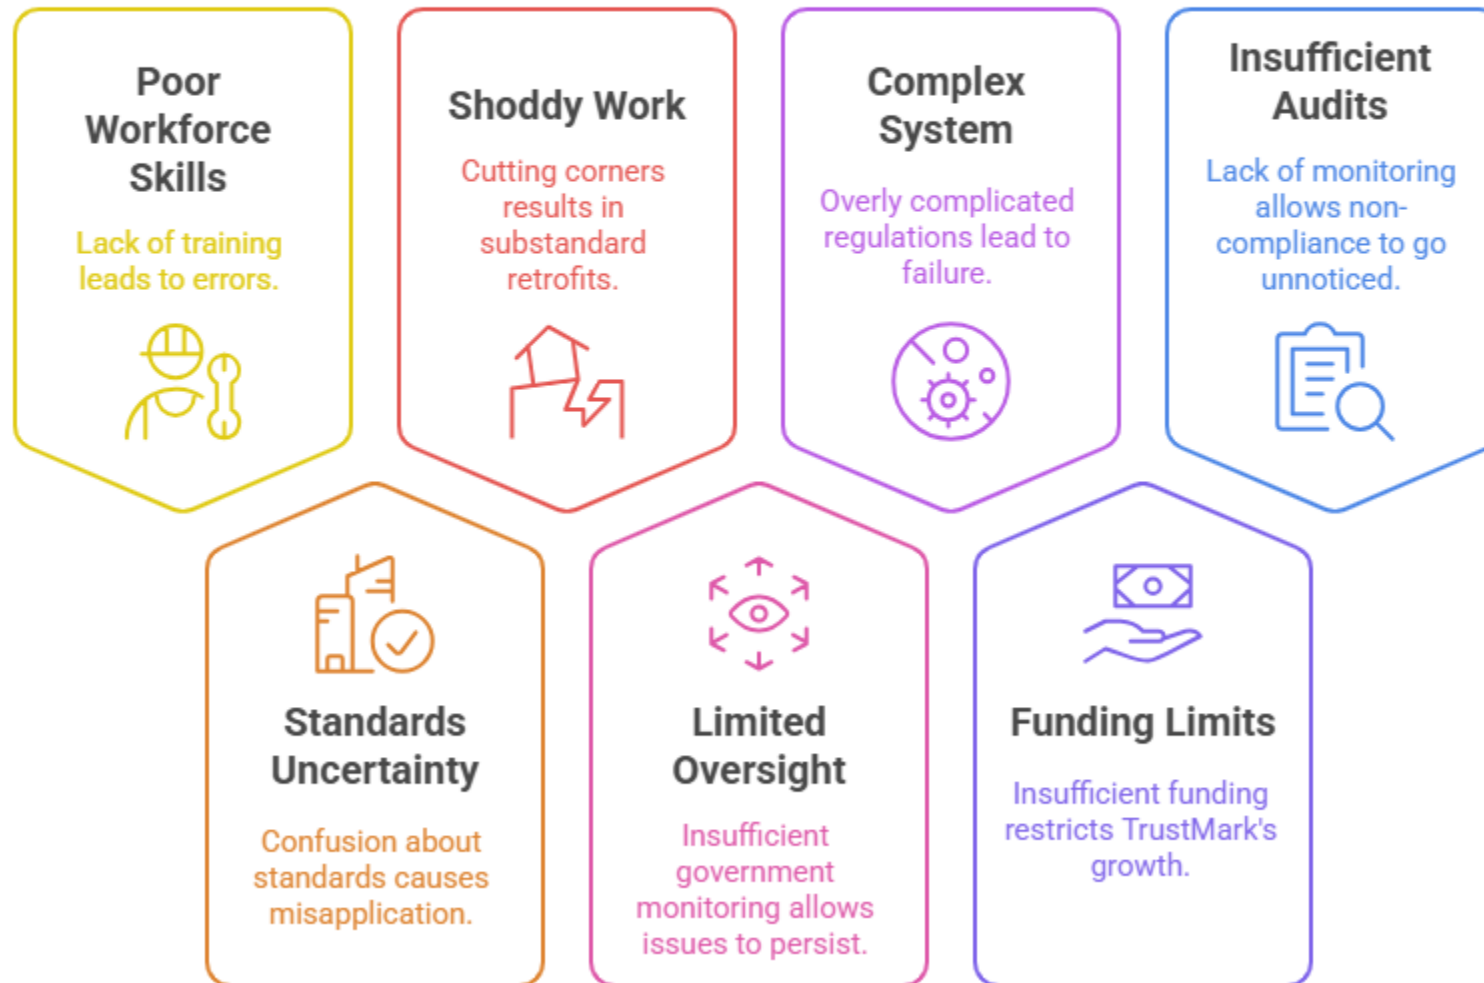 Poor
Workforce
Skills
Lack of training
leads to errors.
Shoddy Work
Cutting corners
results in
substandard
retrofits.
Complex
System
Overly complicated
regulations lead to
failure.
Insufficient
Audits
Lack of monitoring
allows non-
compliance to go
unnoticed.
Standards
Uncertainty
Confusion about
standards causes
misapplication.
Limited
Oversight
Insufficient
government
monitoring allows
issues to persist.
Funding Limits
Insufficient funding
restricts TrustMark's
growth.